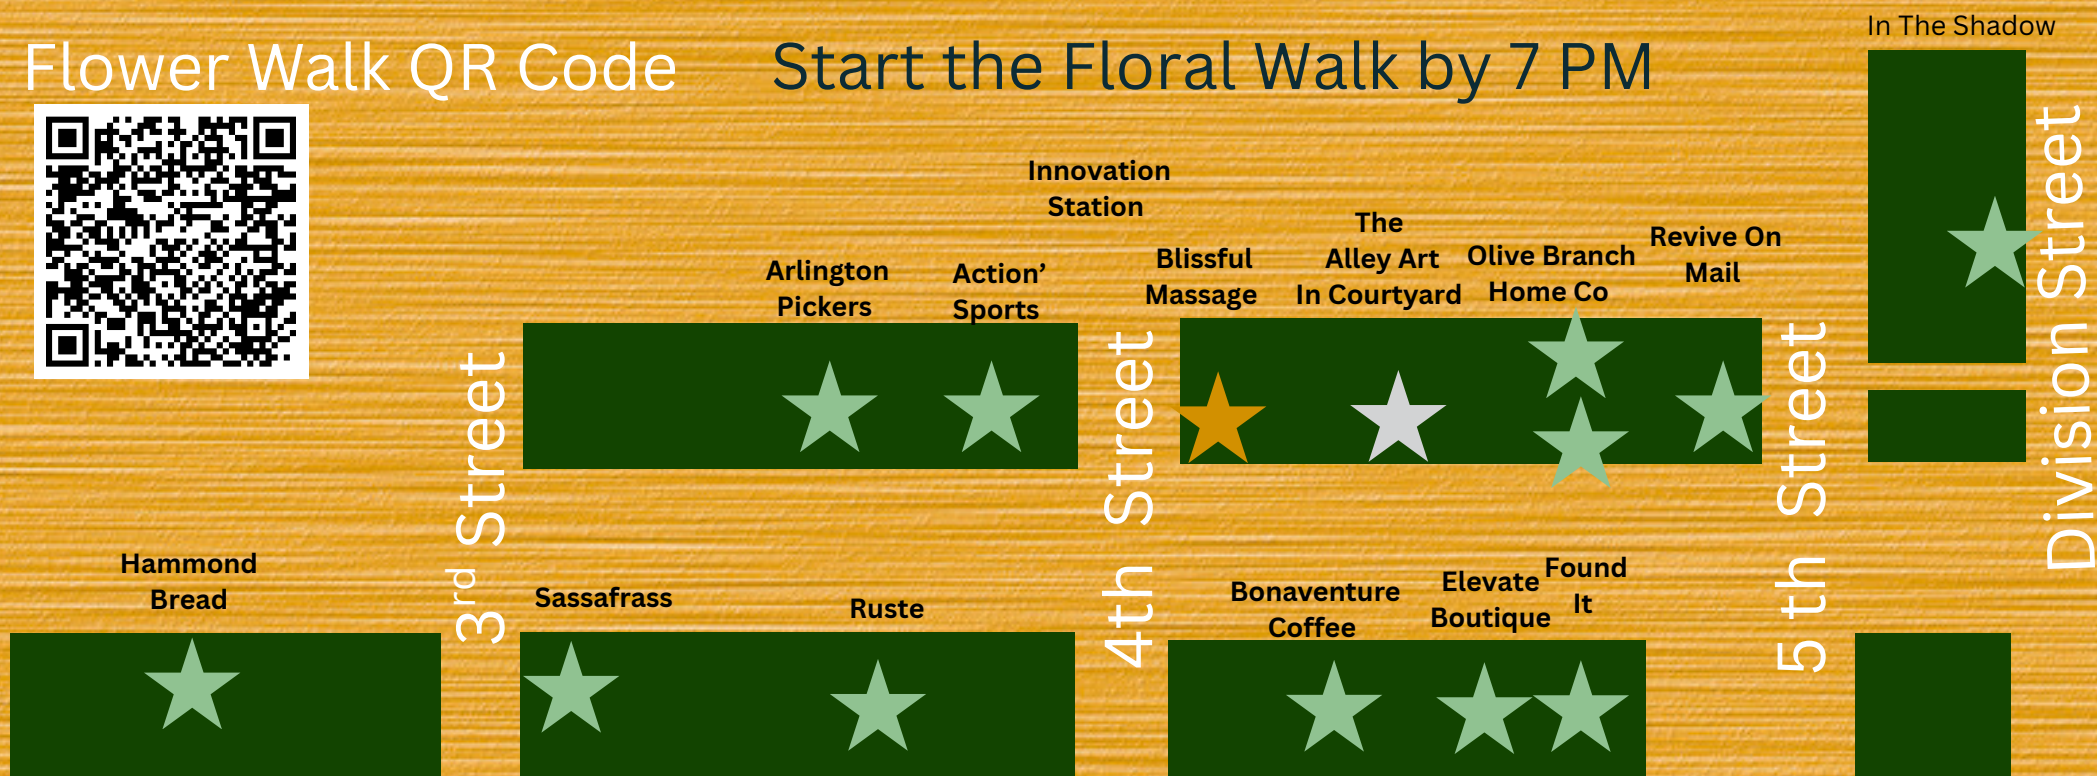 In The Shadow
Flower Walk QR Code
Start the Floral Walk by 7 PM
Innovation
Station
Arlington
Pickers
Action’
Sports
Blissful
Massage
The
Alley Art
In Courtyard
Olive Branch
Home Co
Revive On
Mail
3rd Street
4th Street
5 th Street
Division Street
Hammond
Bread
Sassafrass
Ruste
Bonaventure
Coffee
Elevate
Boutique
Found
It